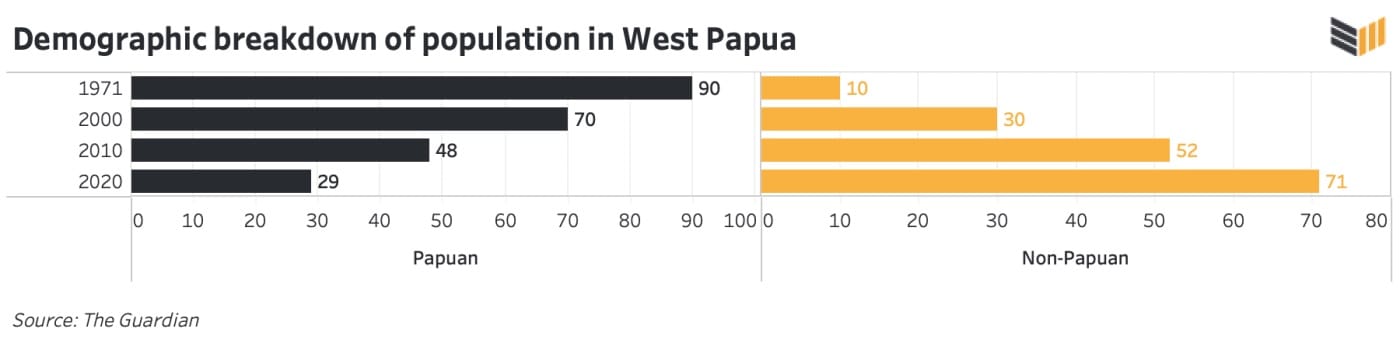 Demographic breakdown of population in West Papua
1971 90 10
2000 70 30
2010 48 52
2020 29 71
0 10 20 30 40 50 60 70 80 90 100 0 10 20 30 40 50 60 70 80
Papuan Non-Papuan
Source: The Guardian